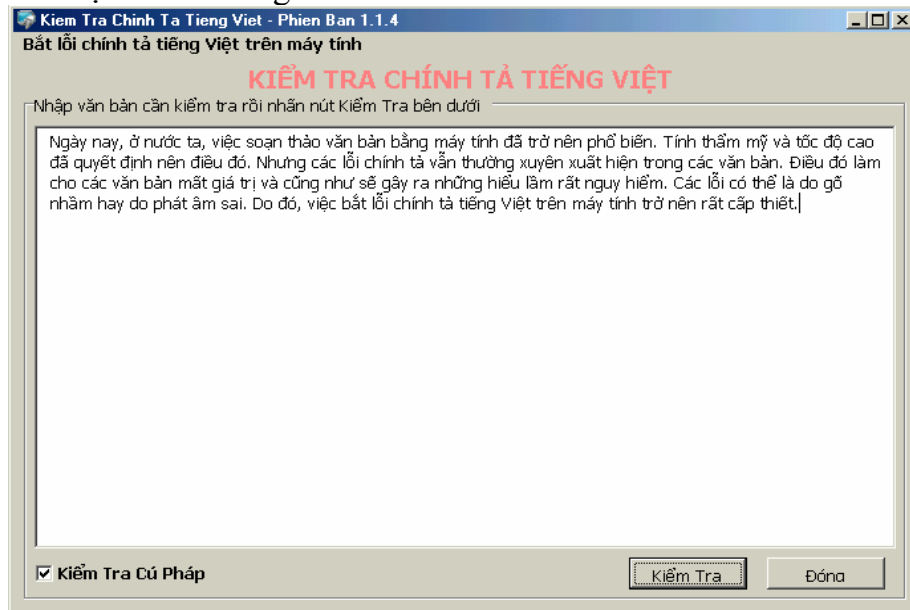 Kiem Tra Chinh Ta Tieng Viet - Phien Ban 1.1.4
Bắt lỗi chính tả tiếng Việt trên máy tính
KIỂM TRA CHÍNH TẢ TIẾNG VIỆT
Nhập văn bản cần kiểm tra rồi nhấn nút Kiểm Tra bên dưới
Ngày nay, ở nước ta, việc soạn thảo văn bản bằng máy tính đã trở nên phổ biến. Tính thẩm mỹ và tốc độ cao
đã quyết định nên điều đó. Nhưng các lỗi chính tả vẫn thường xuyên xuất hiện trong các văn bản. Điều đó làm
cho các văn bản mất giá trị và cũng như sẽ gây ra những hiểu lầm rất nguy hiểm. Các lỗi có thể là do gố
nhầm hay do phát âm sai. Do đó, việc bắt lỗi chính tả tiếng Việt trên máy tính trở nên rất cấp thiết.
Kiểm Tra Cú Pháp
Kiểm Tra
Đóng